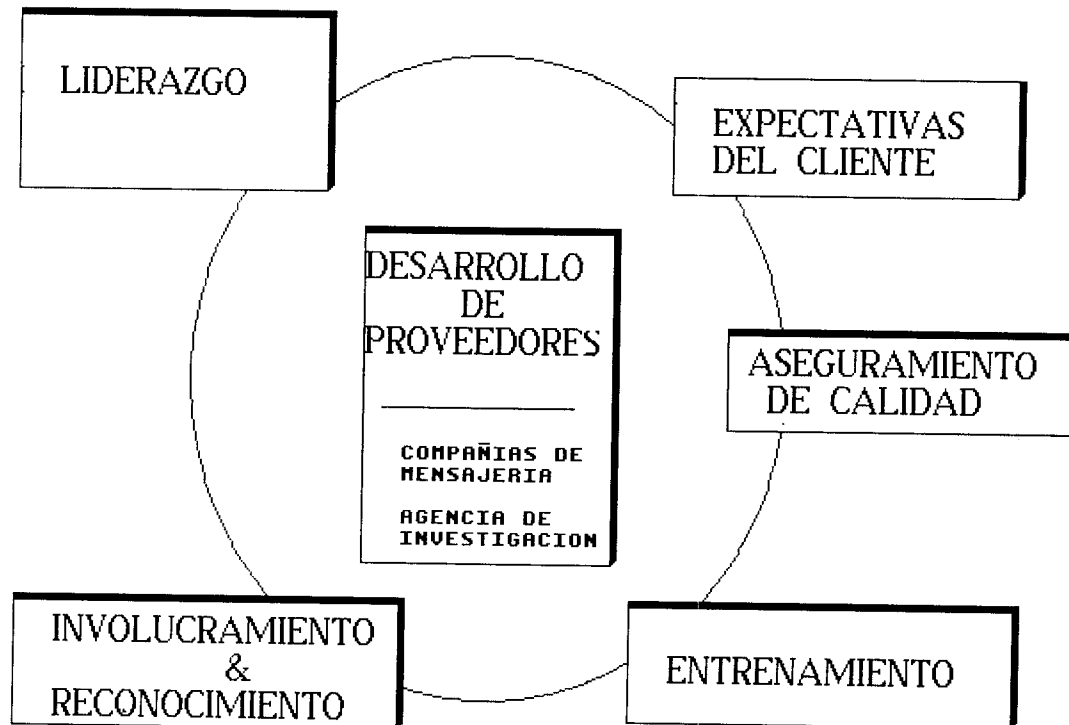 LIDERAZGO
EXPECTATIVAS
DEL CLIENTE
DESARROLLO
DE
PROVEEDORES
COMPAÑIAS DE
MENSAJERIA
AGENCIA DE
INVESTIGACION
ASEGURAMIENTO
DE CALIDAD
INVOLUCRAMIENTO
&
RECONOCIMIENTO
ENTRENAMIENTO